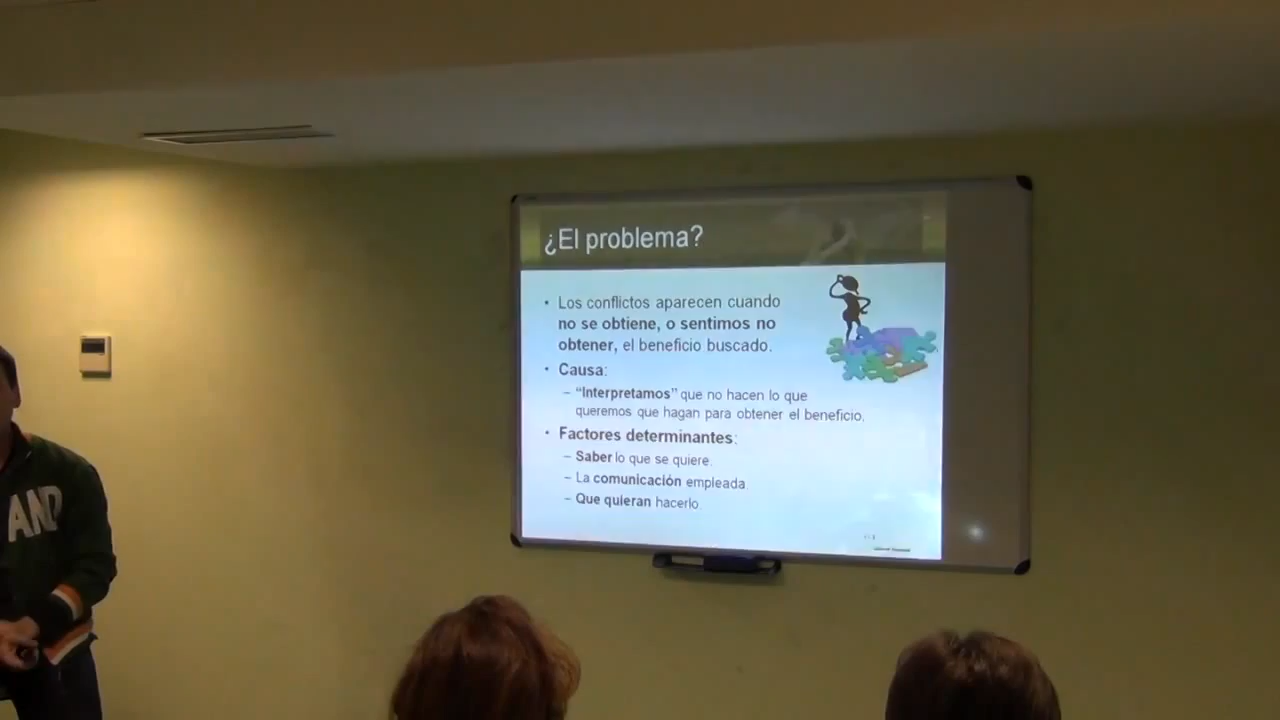 ¿El problema?
• Los conflictos aparecen cuando
no se obtiene, o sentimos no
obtener, el beneficio buscado.
• Causa:
– “Interpretamos” que no hacen lo que
queremos que hagan para obtener el beneficio.
• Factores determinantes:
– Saber lo que se quiere.
– La comunicación empleada.
– Que quieran hacerlo.
AND